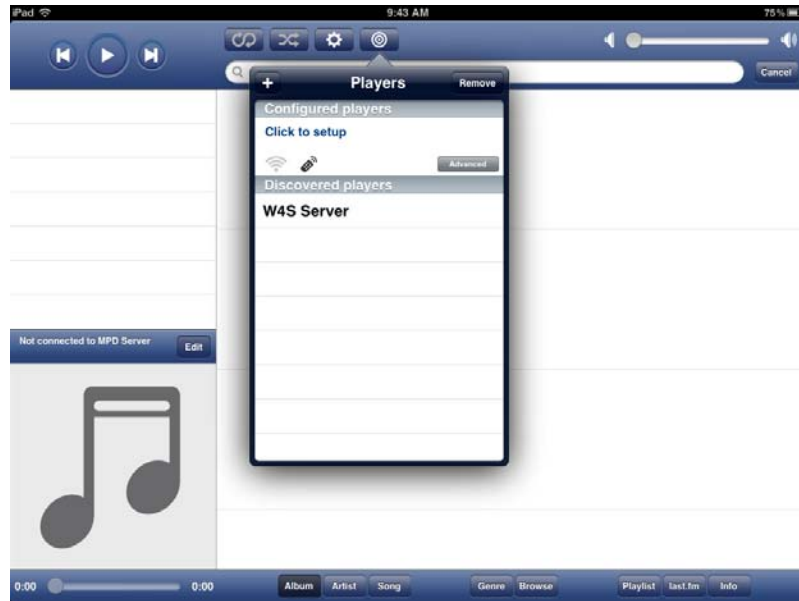 iPad 9:43 AM 75%
Cancel
+ Players Remove
Configured players
Click to setup
Advanced
Discovered players
W4S Server
Not connected to MPD Server Edit
0:00 0:00 Album Artist Song Genre Browse Playlist last.fm Info